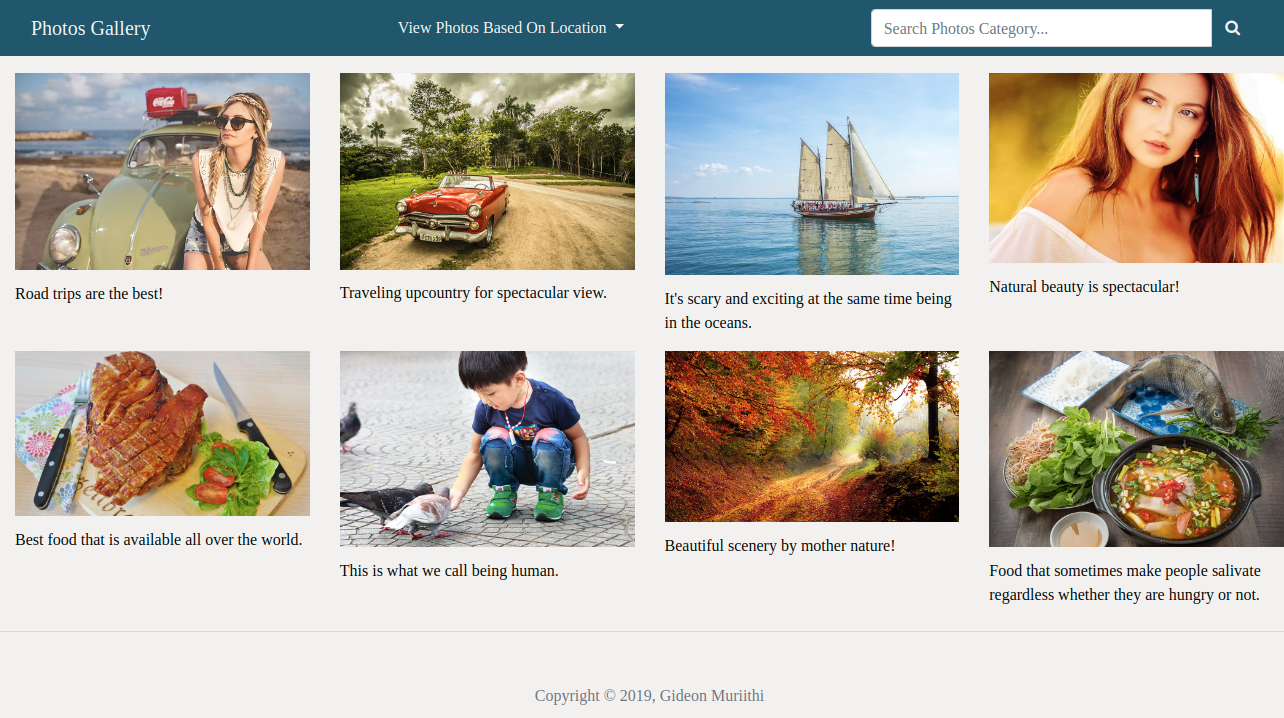 Photos Gallery
View Photos Based On Location
Search Photos Category...
Coca-Cola
Road trips are the best!
Traveling upcountry for spectacular view.
It's scary and exciting at the same time being
in the oceans.
Natural beauty is spectacular!
Best food that is available all over the world.
This is what we call being human.
Beautiful scenery by mother nature!
Food that sometimes make people salivate
regardless whether they are hungry or not.
Copyright © 2019, Gideon Muriithi